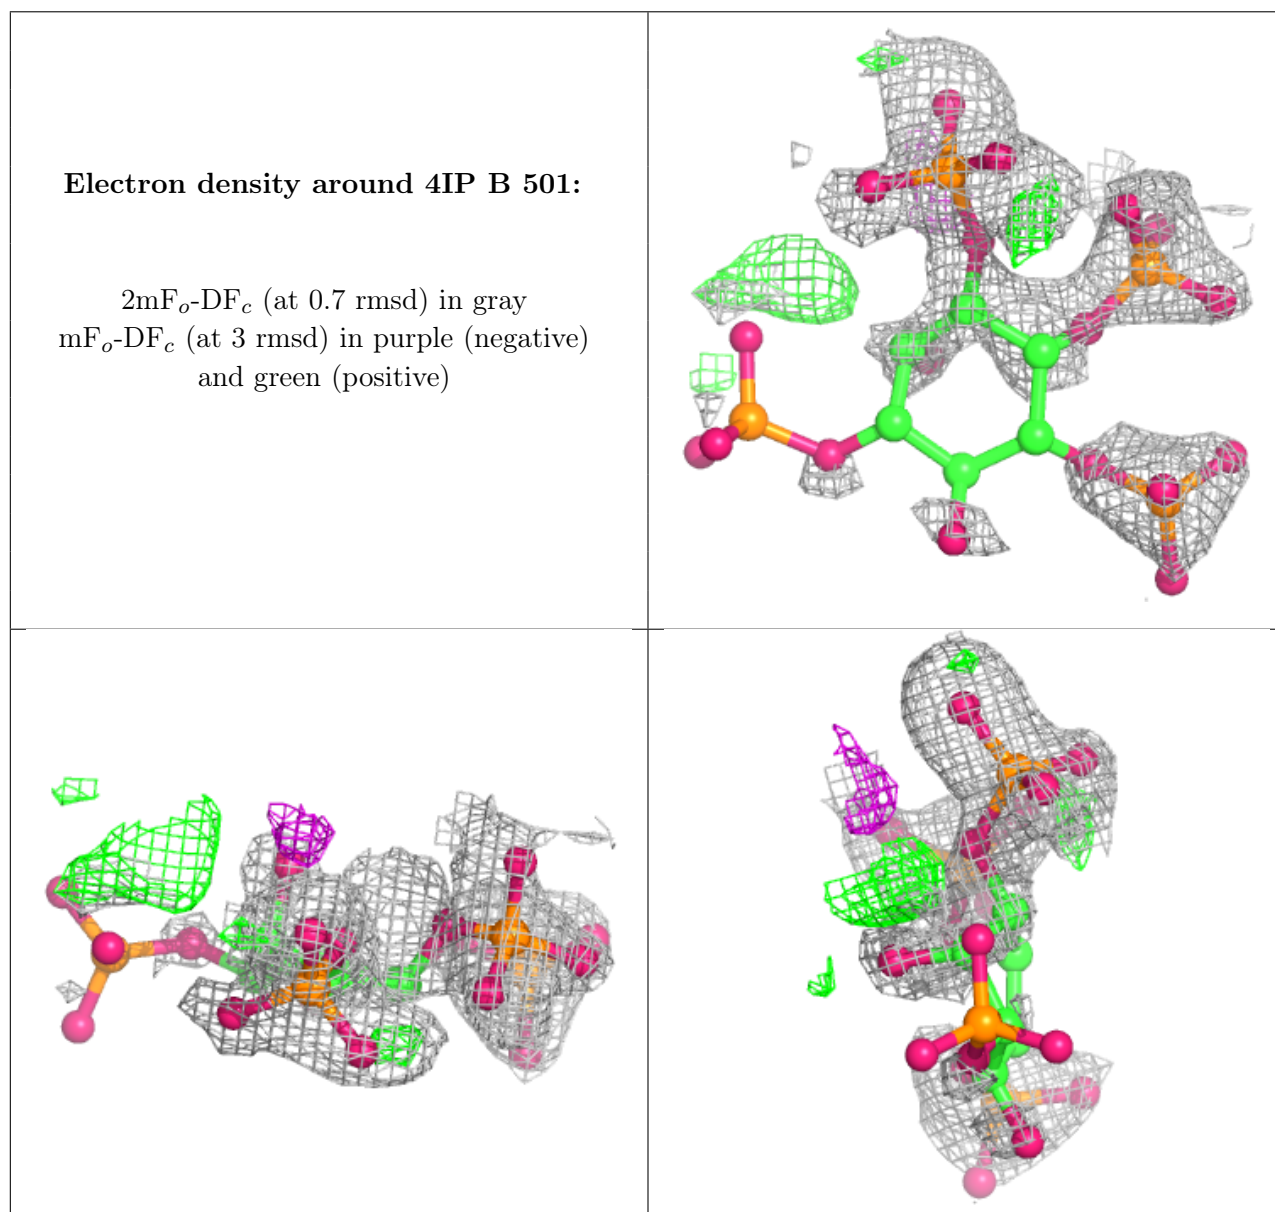 Electron density around 4IP B 501:
2mFo-DFc (at 0.7 rmsd) in gray
mFo-DFc (at 3 rmsd) in purple (negative)
and green (positive)